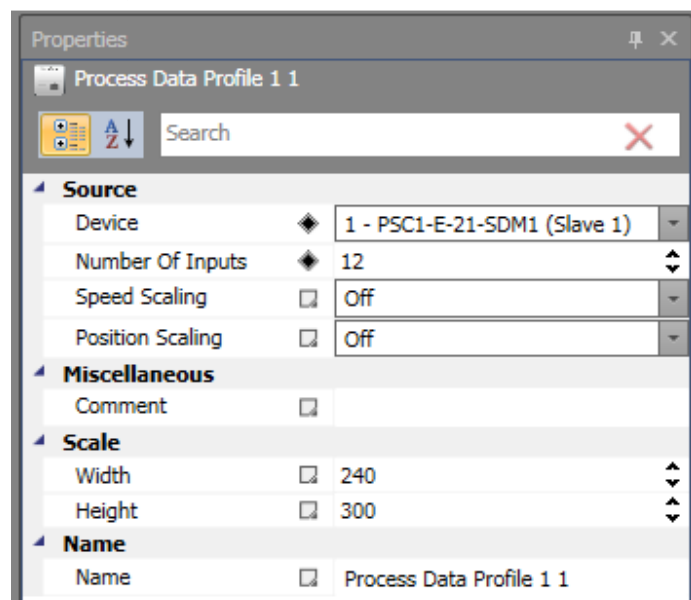 Properties
Process Data Profile 1 1
A Z Search
Source
Device 1 - PSC1-E-21-SDM1 (Slave 1)
Number Of Inputs 12
Speed Scaling Off
Position Scaling Off
Miscellaneous
Comment
Scale
Width 240
Height 300
Name
Name Process Data Profile 1 1